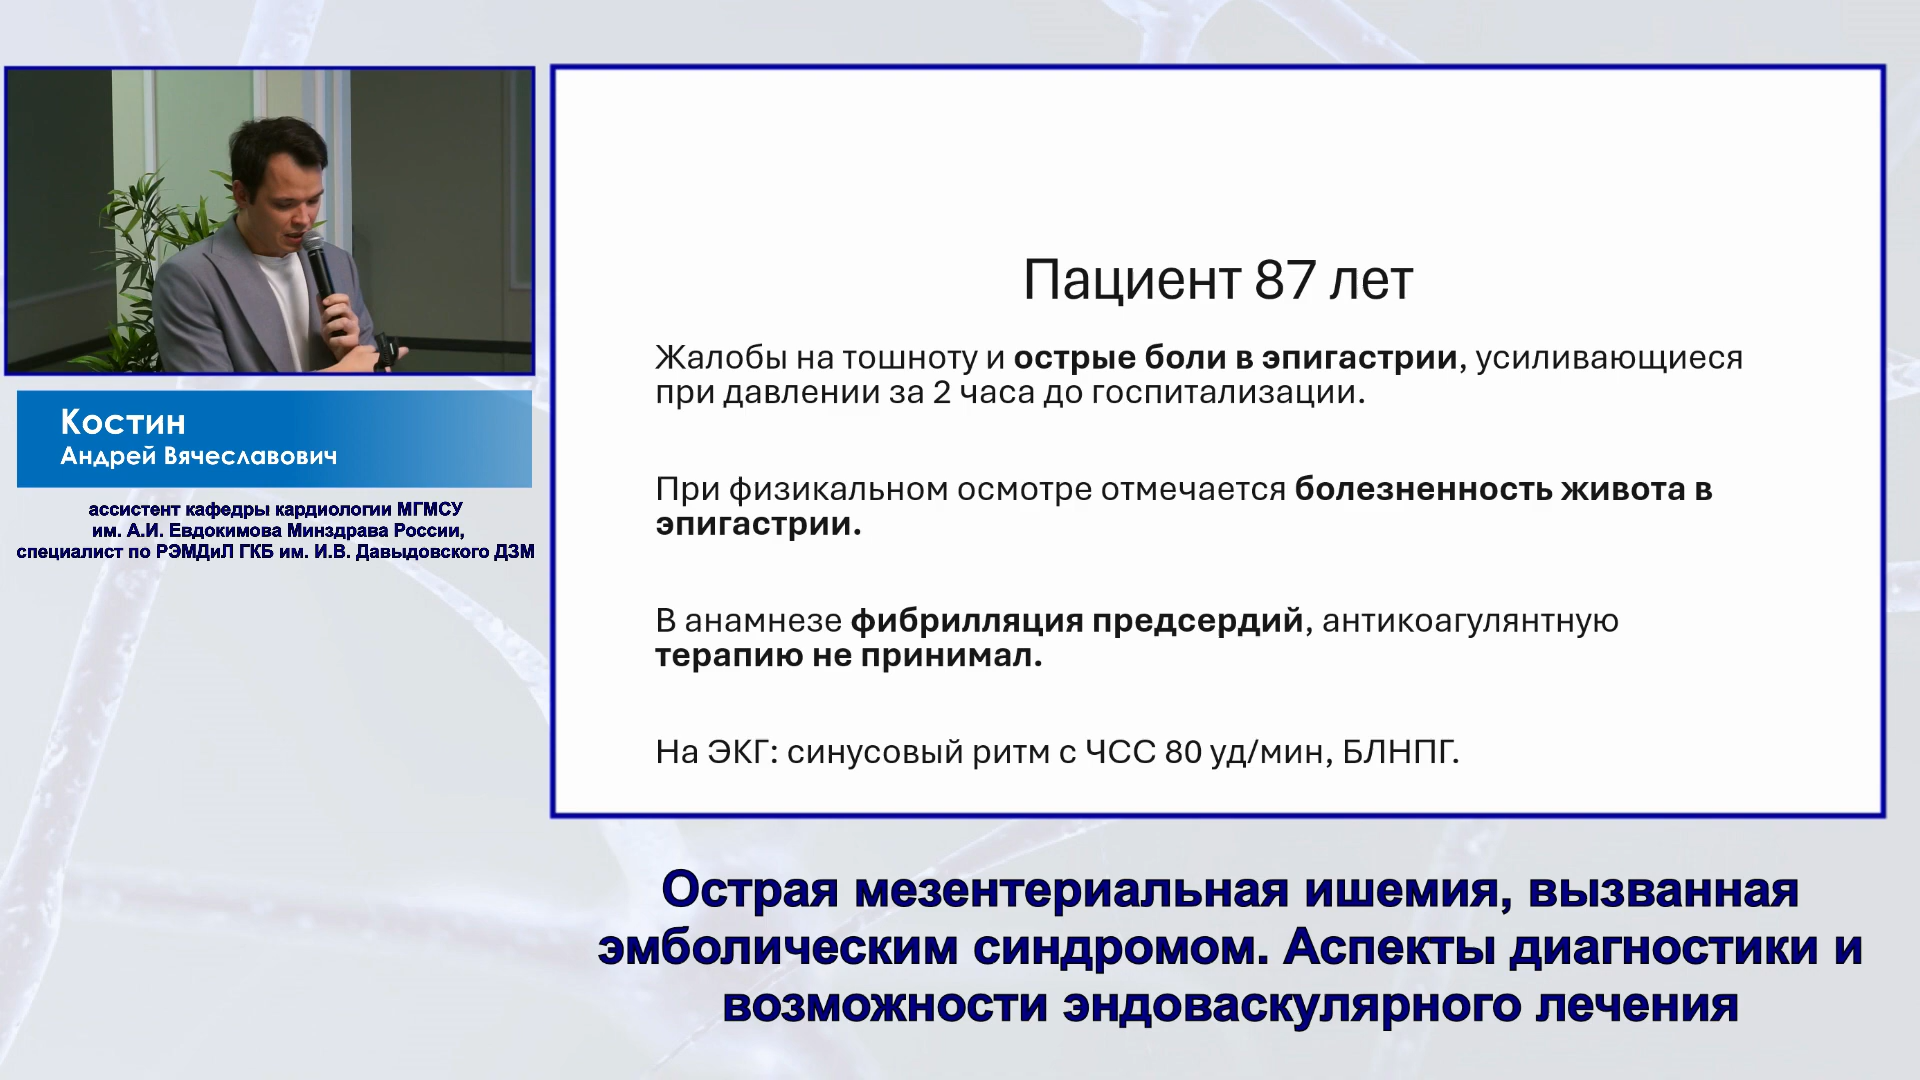 Костин
Андрей Вячеславович
ассистент кафедры кардиологии МГМСУ
им. А.И. Евдокимова Минздрава России,
специалист по РЭМДиЛ ГКБ им. И.В. Давыдовского ДЗМ
Пациент 87 лет
Жалобы на тошноту и острые боли в эпигастрии, усиливающиеся
при давлении за 2 часа до госпитализации.
При физикальном осмотре отмечается болезненность живота в
эпигастрии.
В анамнезе фибрилляция предсердий, антикоагулянтную
терапию не принимал.
На ЭКГ: синусовый ритм с ЧСС 80 уд/мин, БЛНПГ.
Острая мезентериальная ишемия, вызванная
эмболическим синдромом. Аспекты диагностики и
возможности эндоваскулярного лечения